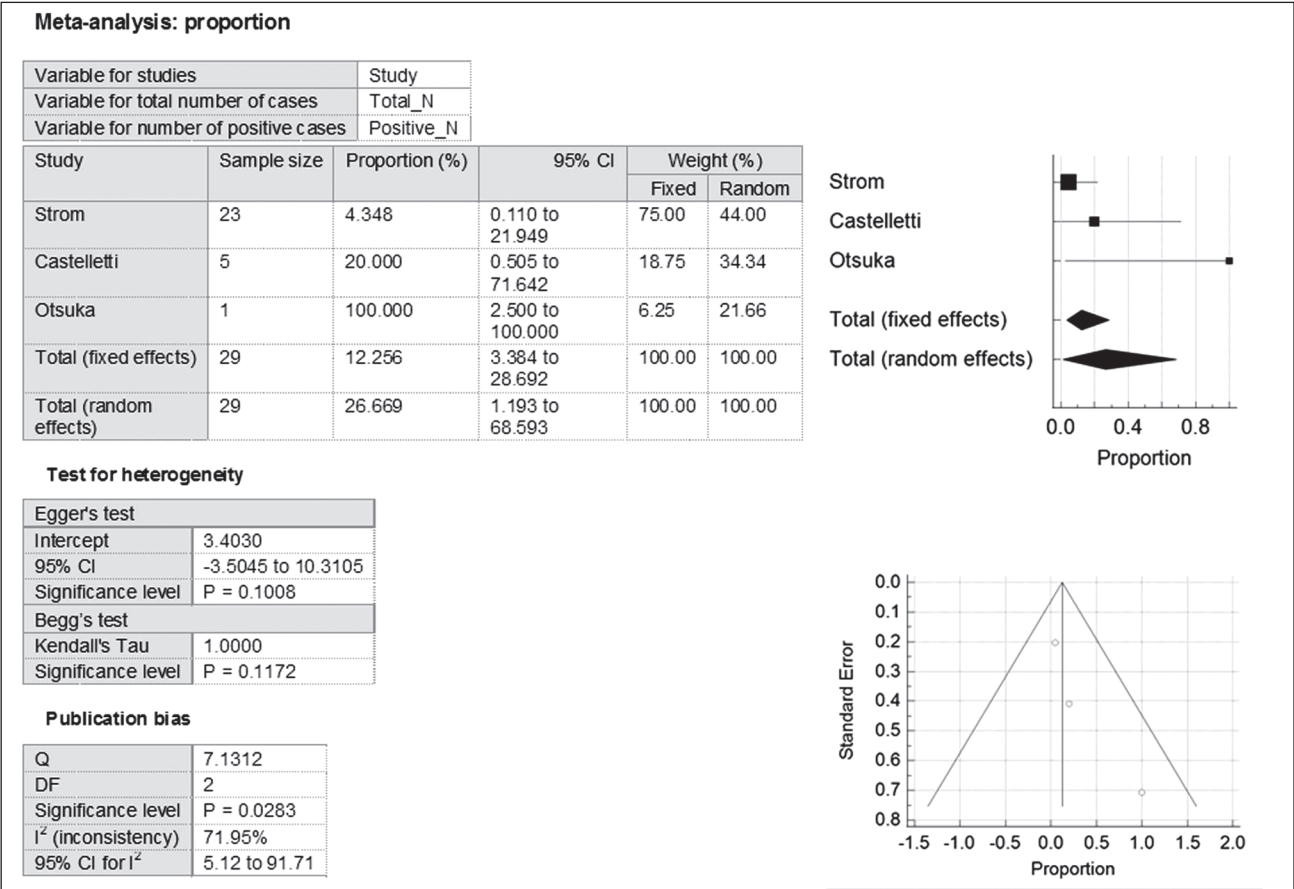 Meta-analysis: proportion
Variable for studies Study
Variable for total number of cases Total_N
Variable for number of positive cases Positive_N
Study Sample size Proportion (%) 95% CI Weight (%)
Fixed Random
Strom 23 4.348 0.110 to 75.00 44.00
21.949
Castelletti 5 20.000 0.505 to 18.75 34.34
71.642
Otsuka 1 100.000 2.500 to 6.25 21.66
100.000
Total (fixed effects) 29 12.256 3.384 to 100.00 100.00
28.692
Total (random 29 26.669 1.193 to 100.00 100.00
effects) 68.593
Strom
Castelletti
Otsuka
Total (fixed effects)
Total (random effects)
0.0 0.4 0.8
Proportion
Test for heterogeneity
Egger's test
Intercept 3.4030
95% CI -3.5045 to 10.3105
Significance level P = 0.1008
Begg's test
Kendall's Tau 1.0000
Significance level P = 0.1172
Publication bias
Q 7.1312
DF 2
Significance level P = 0.0283
I² (inconsistency) 71.95%
95% CI for I² 5.12 to 91.71
Standard Error
0.0
0.1
0.2
0.3
0.4
0.5
0.6
0.7
0.8
-1.5 -1.0 -0.5 0.0 0.5 1.0 1.5 2.0
Proportion